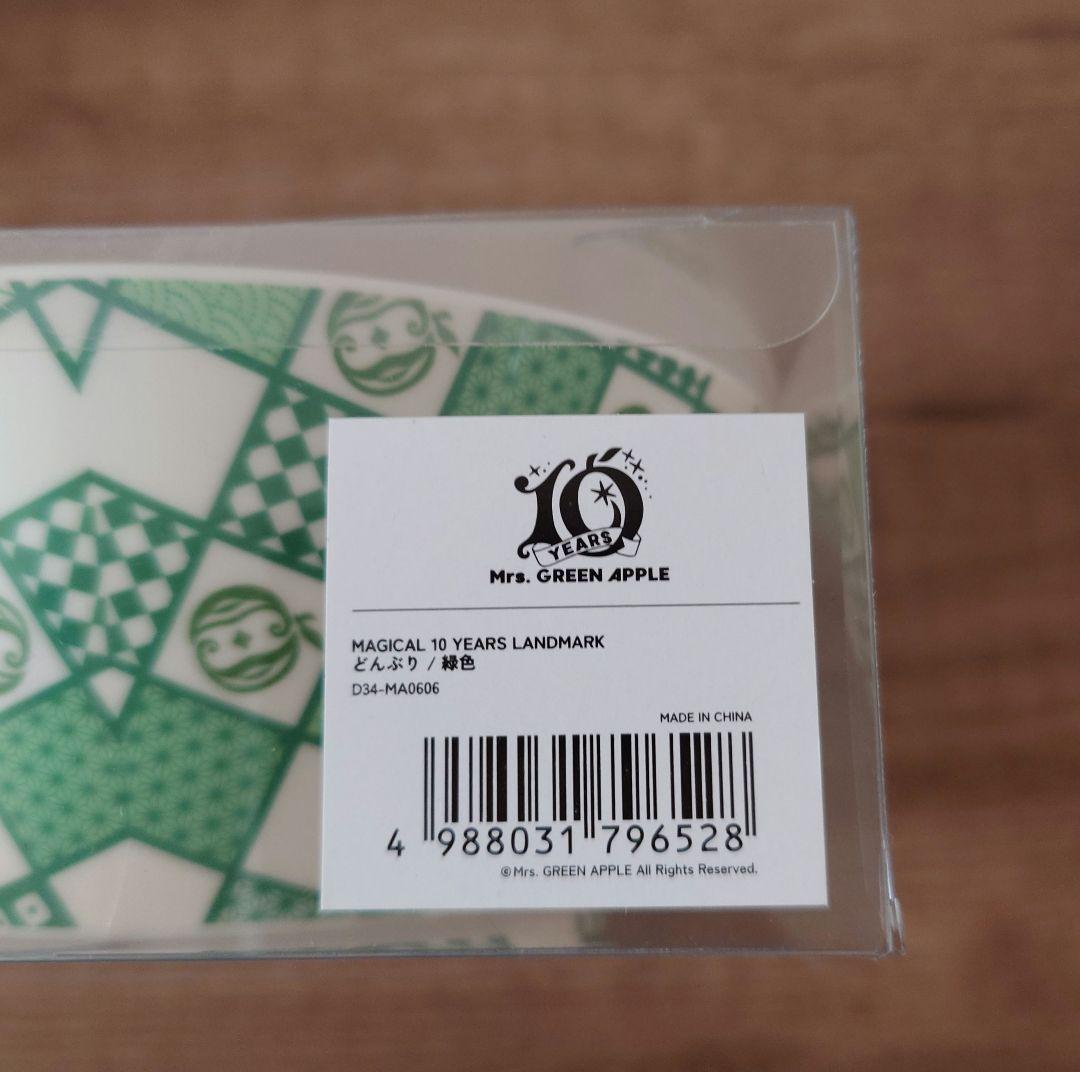 10
YEARS
Mrs. GREEN APPLE
MAGICAL 10 YEARS LANDMARK
どんぶり / 緑色
D34-MA0606
MADE IN CHINA
4 988031 796528
©Mrs. GREEN APPLE All Rights Reserved.